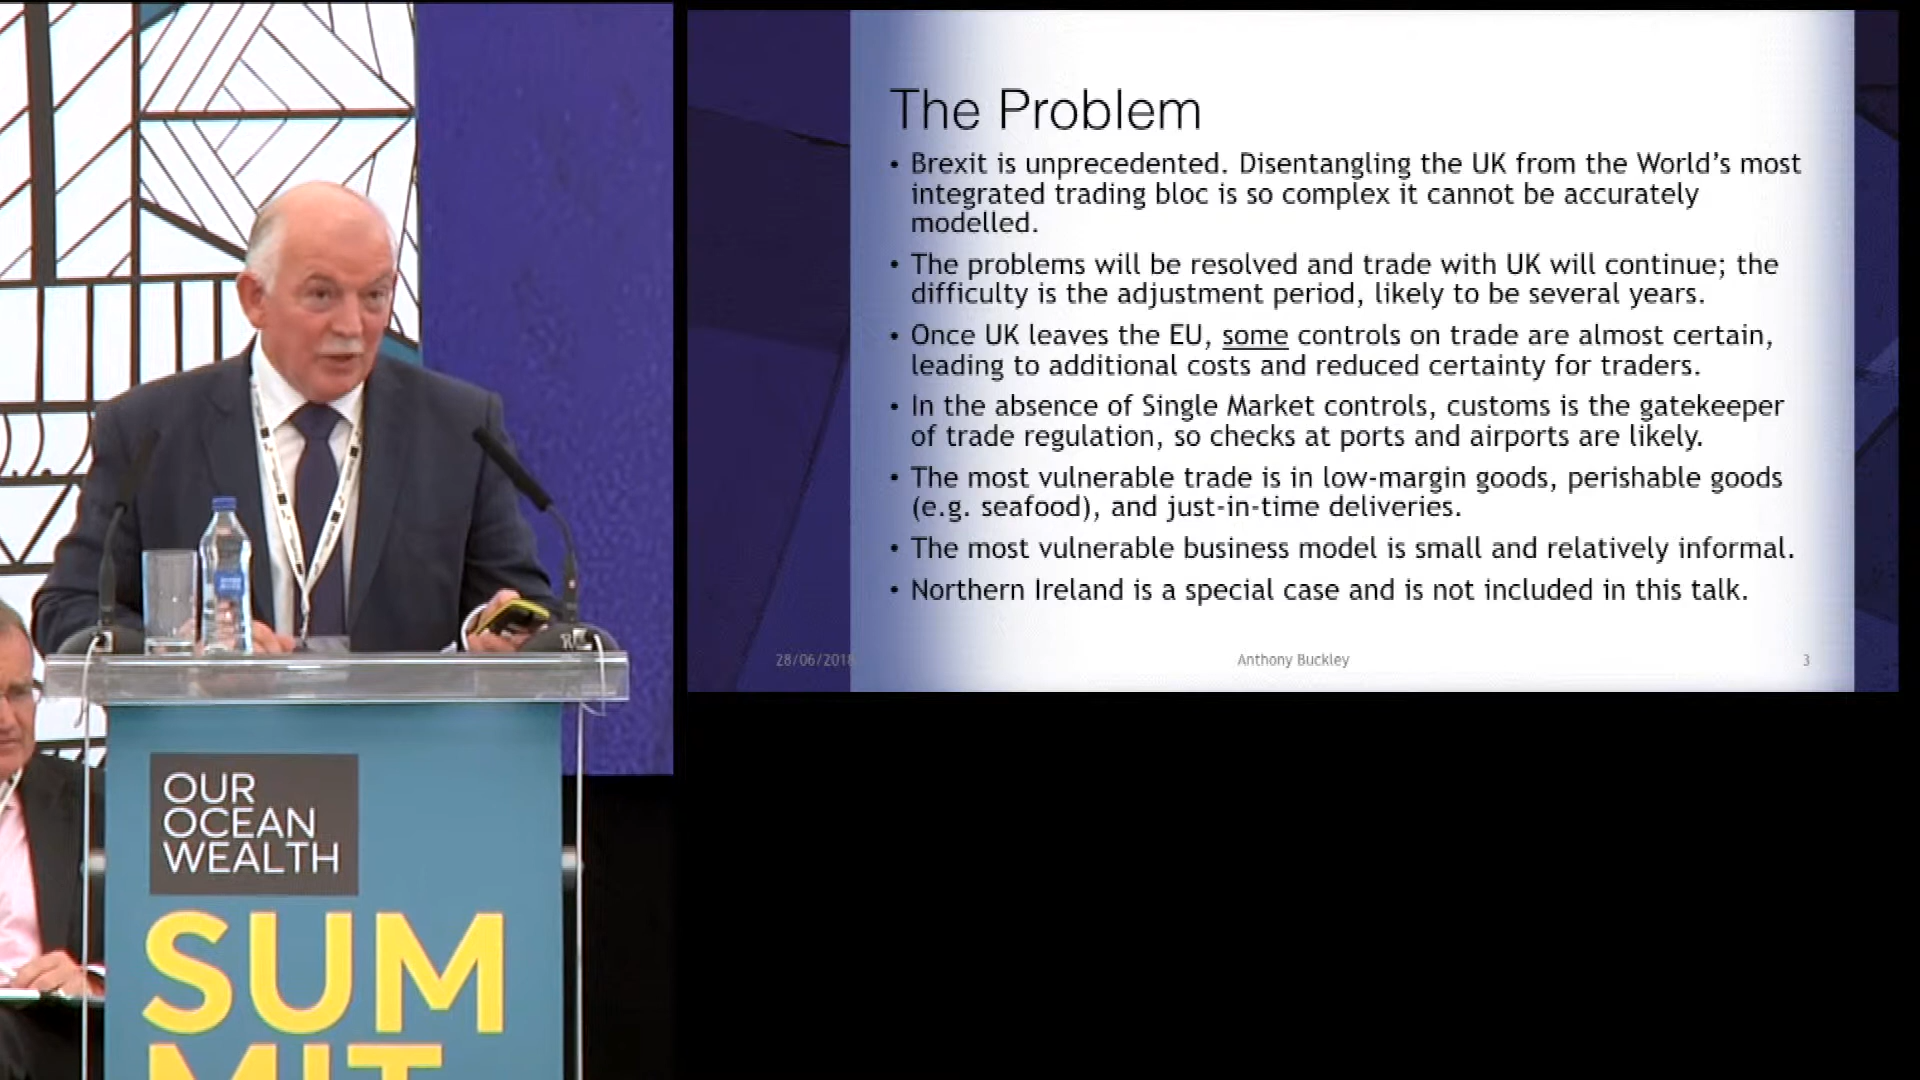 The Problem
• Brexit is unprecedented. Disentangling the UK from the World's most
integrated trading bloc is so complex it cannot be accurately
modelled.
• The problems will be resolved and trade with UK will continue; the
difficulty is the adjustment period, likely to be several years.
• Once UK leaves the EU, some controls on trade are almost certain,
leading to additional costs and reduced certainty for traders.
• In the absence of Single Market controls, customs is the gatekeeper
of trade regulation, so checks at ports and airports are likely.
• The most vulnerable trade is in low-margin goods, perishable goods
(e.g. seafood), and just-in-time deliveries.
• The most vulnerable business model is small and relatively informal.
• Northern Ireland is a special case and is not included in this talk.
28/06/2018
Anthony Buckley
3
OUR
OCEAN
WEALTH
SUM
MIT